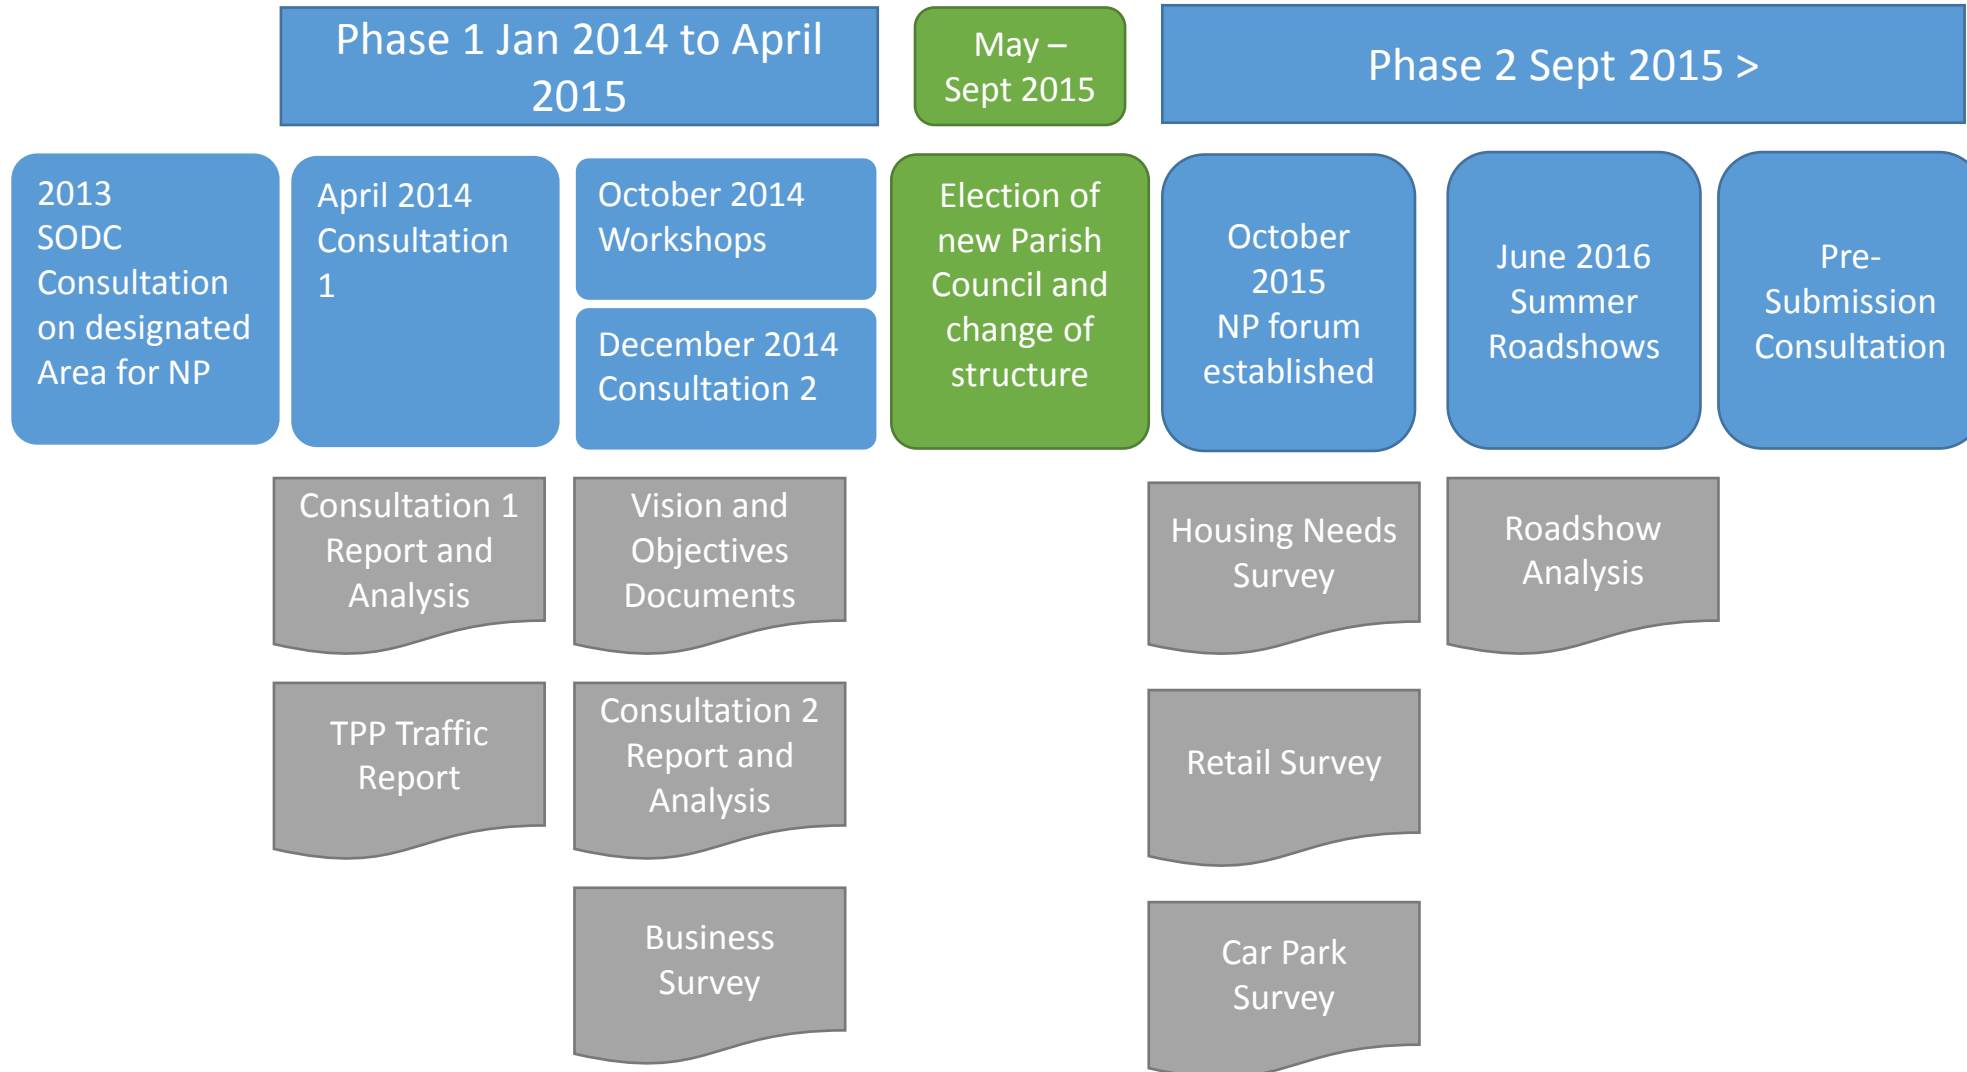 Phase 1 Jan 2014 to April
2015
May –
Sept 2015
Phase 2 Sept 2015 >
2013
SODC
Consultation
on designated
Area for NP
April 2014
Consultation
1
October 2014
Workshops
December 2014
Consultation 2
Election of
new Parish
Council and
change of
structure
October
2015
NP forum
established
June 2016
Summer
Roadshows
Pre-
Submission
Consultation
Consultation 1
Report and
Analysis
Vision and
Objectives
Documents
Housing Needs
Survey
Roadshow
Analysis
TPP Traffic
Report
Consultation 2
Report and
Analysis
Retail Survey
Business
Survey
Car Park
Survey